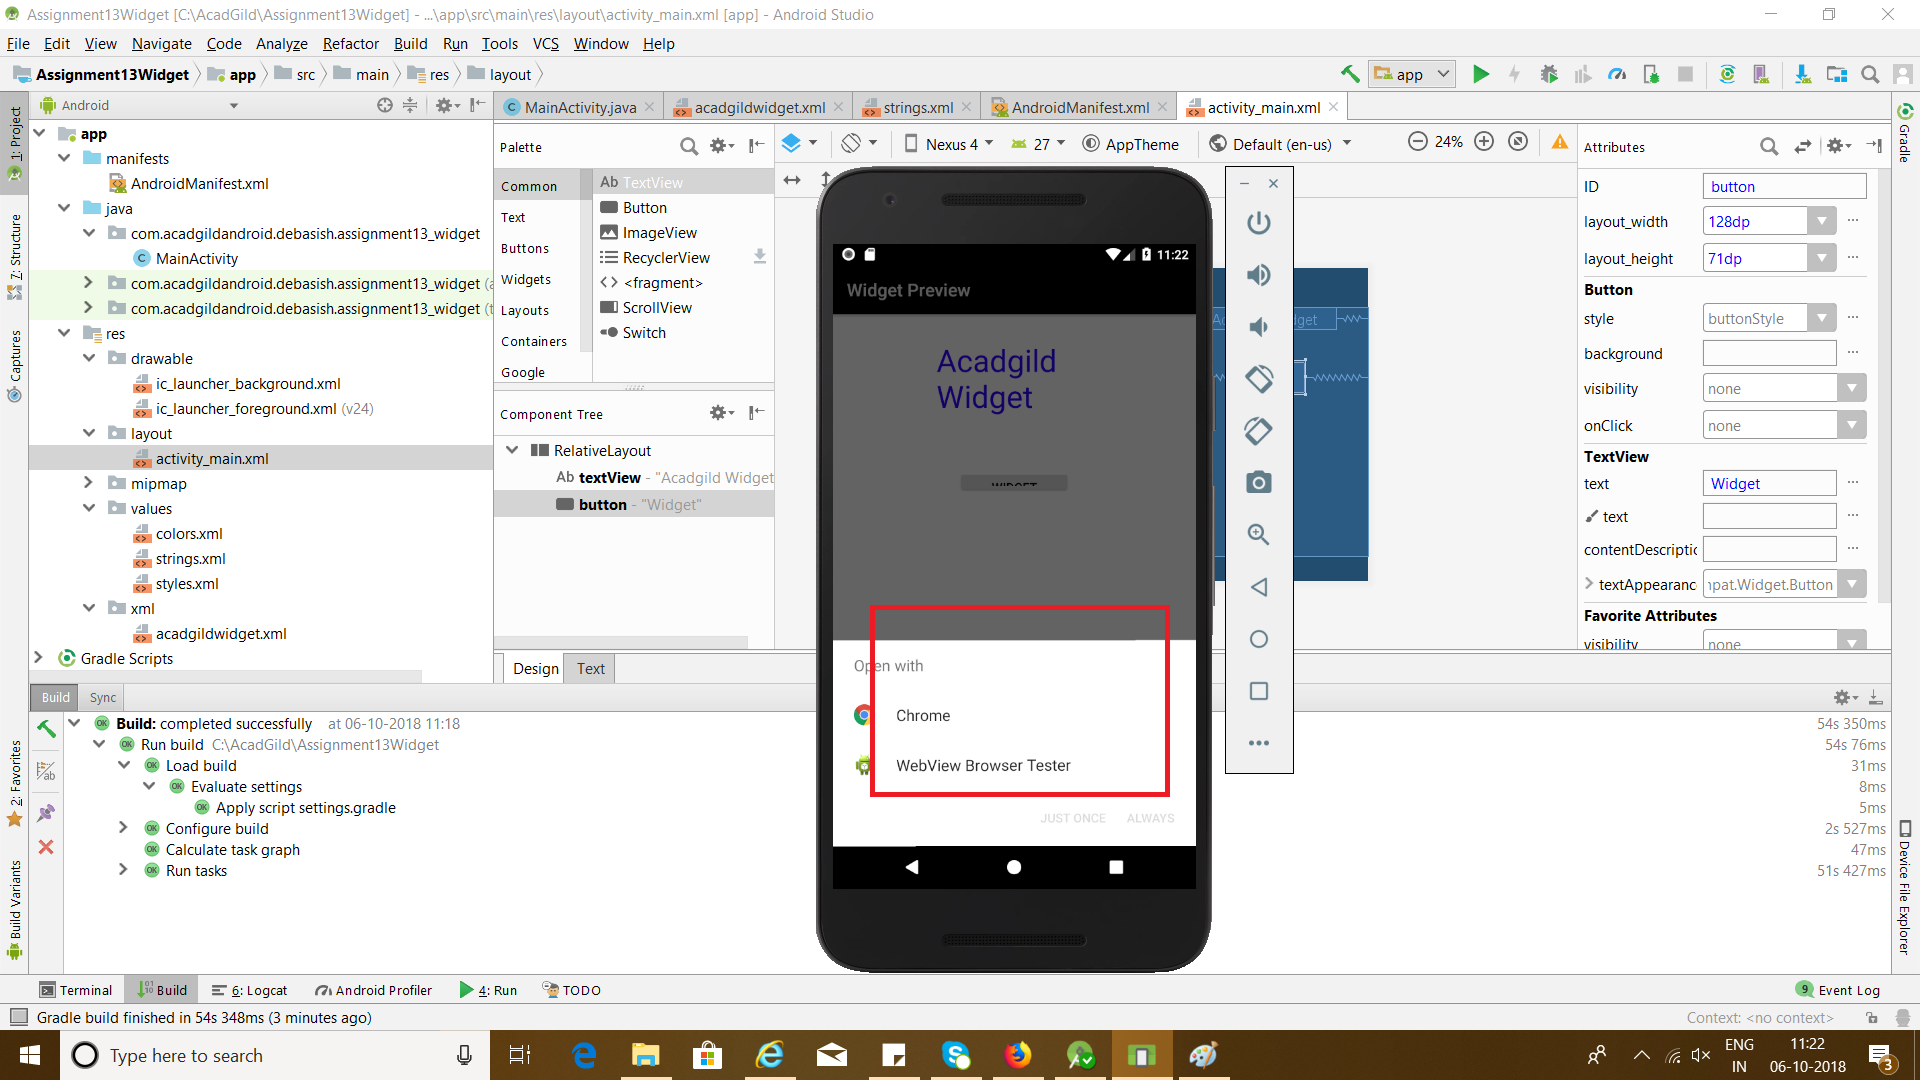 Assignment13Widget [C:\AcadGild\Assignment13Widget] - ...\app\src\main\res\layout\activity_main.xml [app] - Android Studio
File Edit View Navigate Code Analyze Refactor Build Run Tools VCS Window Help
Assignment13Widget app src main res layout
app
Android
MainActivity.java acadgildwidget.xml strings.xml AndroidManifest.xml activity_main.xml
1: Project
7: Structure
Captures
2: Favorites
Build Variants
app
manifests
AndroidManifest.xml
java
com.acadgildandroid.debasish.assignment13_widget
MainActivity
com.acadgildandroid.debasish.assignment13_widget
com.acadgildandroid.debasish.assignment13_widget
res
drawable
ic_launcher_background.xml
ic_launcher_foreground.xml (v24)
layout
activity_main.xml
mipmap
values
colors.xml
strings.xml
styles.xml
xml
acadgildwidget.xml
Gradle Scripts
Palette
Common
Text
Buttons
Widgets
Layouts
Containers
Google
Ab TextView
Button
ImageView
RecyclerView
<fragment>
ScrollView
Switch
Component Tree
RelativeLayout
Ab textView - "Acadgild Widget
button - "Widget"
Design Text
Nexus 4 27 AppTheme Default (en-us) 24%
11:22
Widget Preview
Acadgild
Widget
WIDGET
Open with
Chrome
WebView Browser Tester
JUST ONCE ALWAYS
Attributes
ID button
layout_width 128dp
layout_height 71dp
Button
style buttonStyle
background
visibility none
onClick none
TextView
text Widget
text
contentDescriptic
textAppearanc ıpat.Widget.Button
Favorite Attributes
visibility none
Gradle
Device File Explorer
Build Sync
Build: completed successfully at 06-10-2018 11:18 54s 350ms
Run build C:\AcadGild\Assignment13Widget 54s 76ms
Load build 31ms
Evaluate settings 8ms
Apply script settings.gradle 5ms
Configure build 2s 527ms
Calculate task graph 47ms
Run tasks 51s 427ms
Terminal Build 6: Logcat Android Profiler 4: Run TODO 9 Event Log
Gradle build finished in 54s 348ms (3 minutes ago) Context: <no context>
Type here to search
ENG
IN
11:22
06-10-2018
3